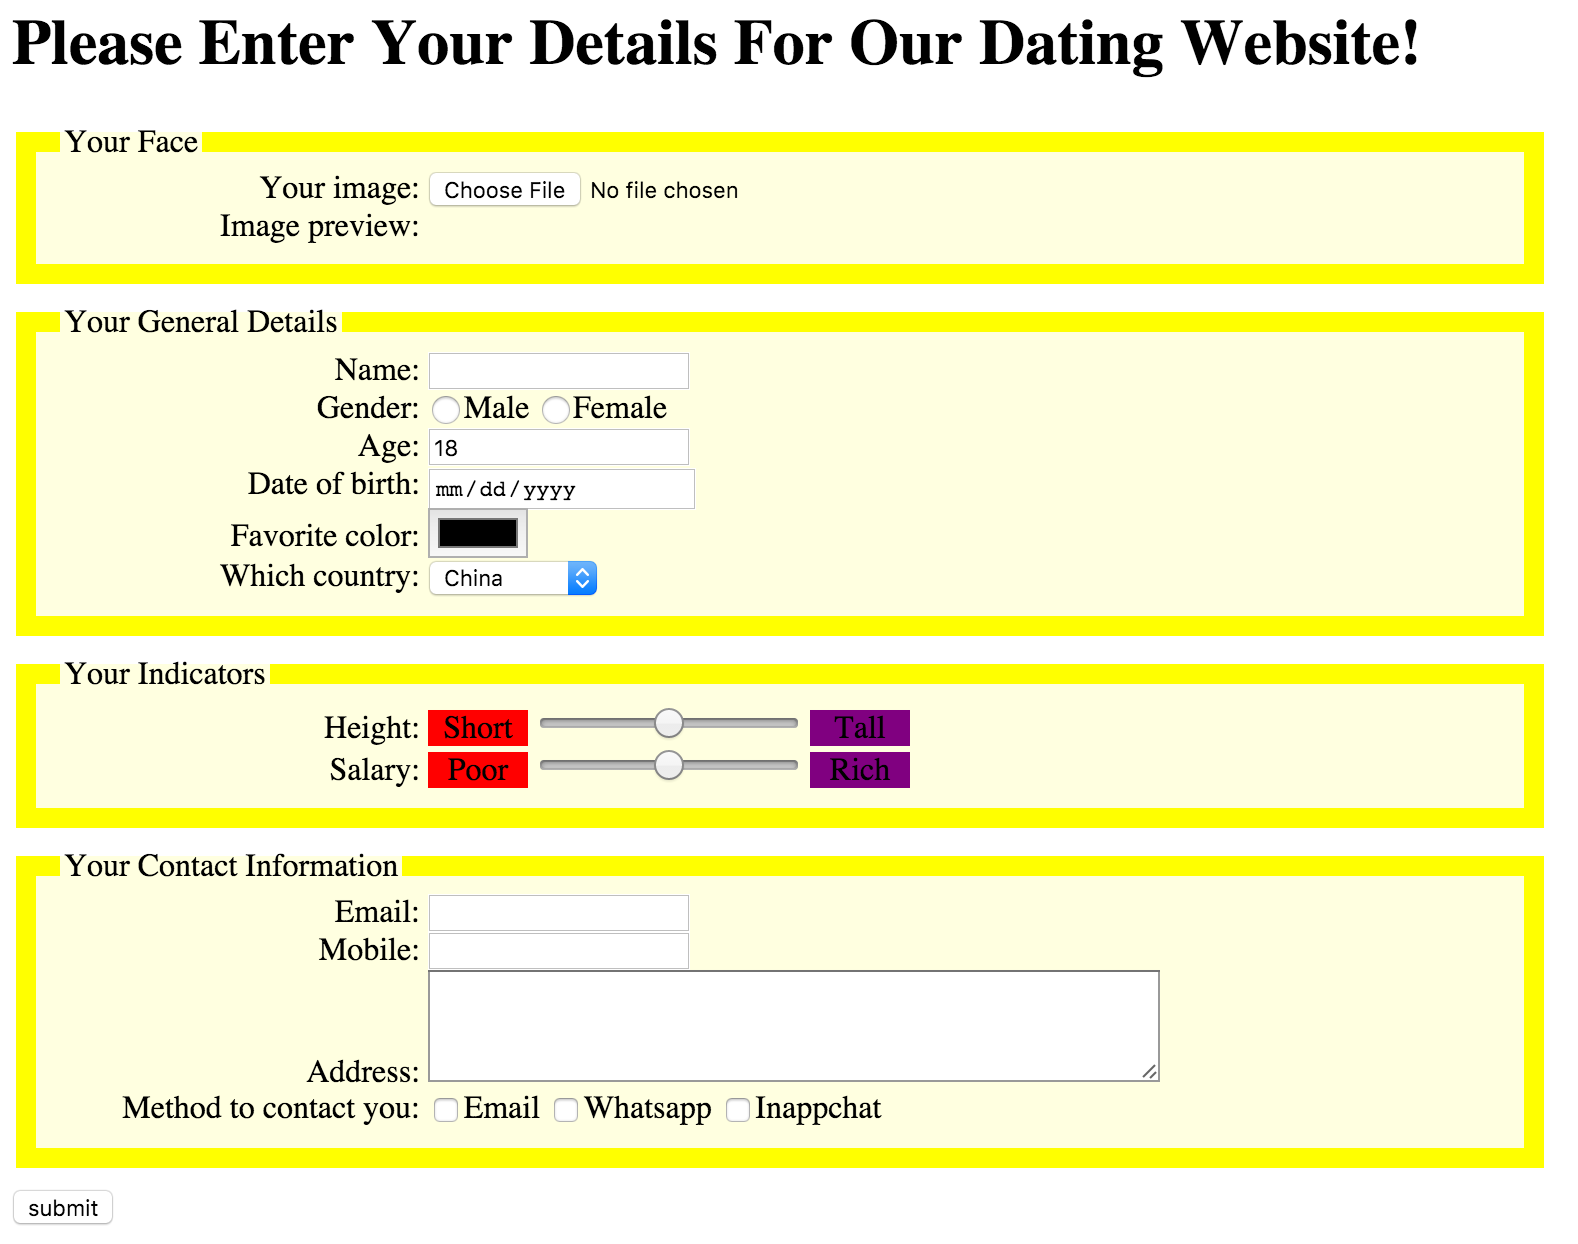 Please Enter Your Details For Our Dating Website!
Your Face
Your image: Choose File No file chosen
Image preview:
Your General Details
Name:
Gender: Male Female
Age: 18
Date of birth: mm/dd/yyyy
Favorite color:
Which country: China
Your Indicators
Height: Short Tall
Salary: Poor Rich
Your Contact Information
Email:
Mobile:
Address:
Method to contact you: Email Whatsapp Inappchat
submit